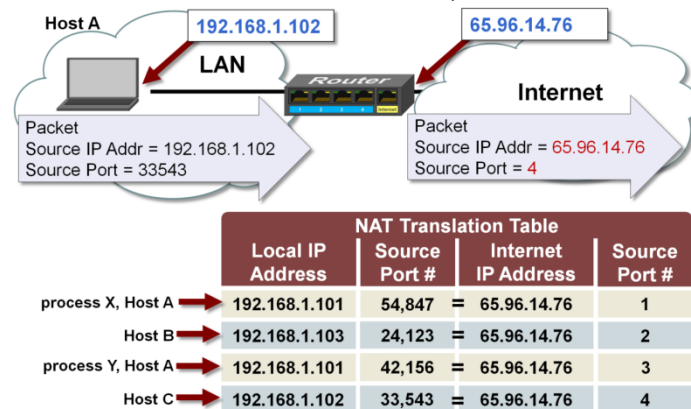 Host A
192.168.1.102
65.96.14.76
LAN
Router
1 2 3 4 Internet
Internet
Packet
Source IP Addr = 192.168.1.102
Source Port = 33543
Packet
Source IP Addr = 65.96.14.76
Source Port = 4
NAT Translation Table
Local IP Address Source Port # Internet IP Address Source Port #
process X, Host A 192.168.1.101 54,847 = 65.96.14.76 1
Host B 192.168.1.103 24,123 = 65.96.14.76 2
process Y, Host A 192.168.1.101 42,156 = 65.96.14.76 3
Host C 192.168.1.102 33,543 = 65.96.14.76 4